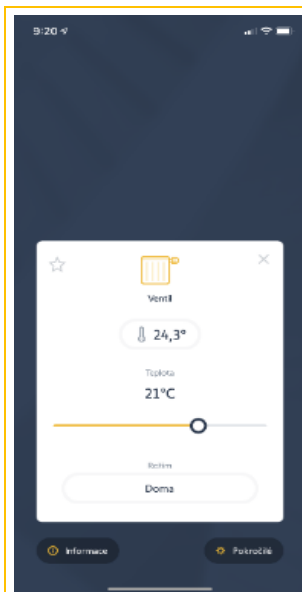 9:20
Ventil
24,3°
Teplota
21°C
Režim
Doma
Informace
Pokročilé